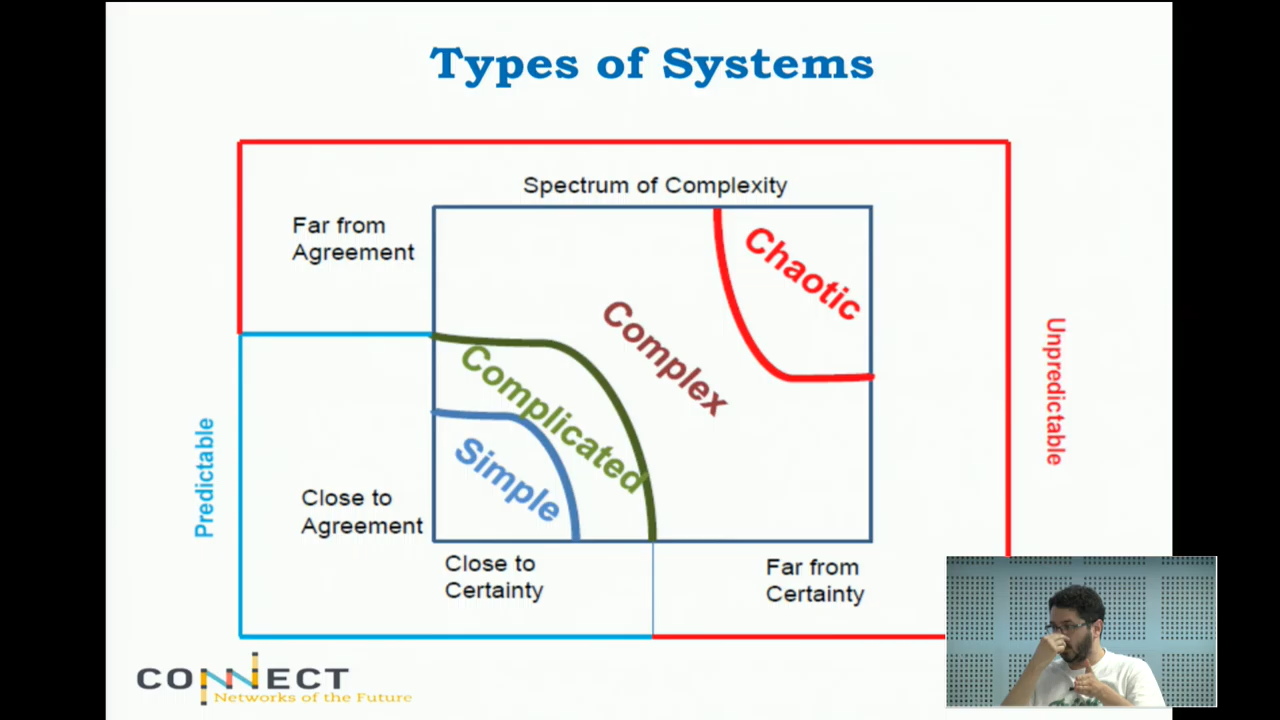 Types of Systems
Spectrum of Complexity
Far from
Agreement
Chaotic
Complex
Complicated
Simple
Predictable
Unpredictable
Close to
Agreement
Close to
Certainty
Far from
Certainty
CONNECT
Networks of the Future